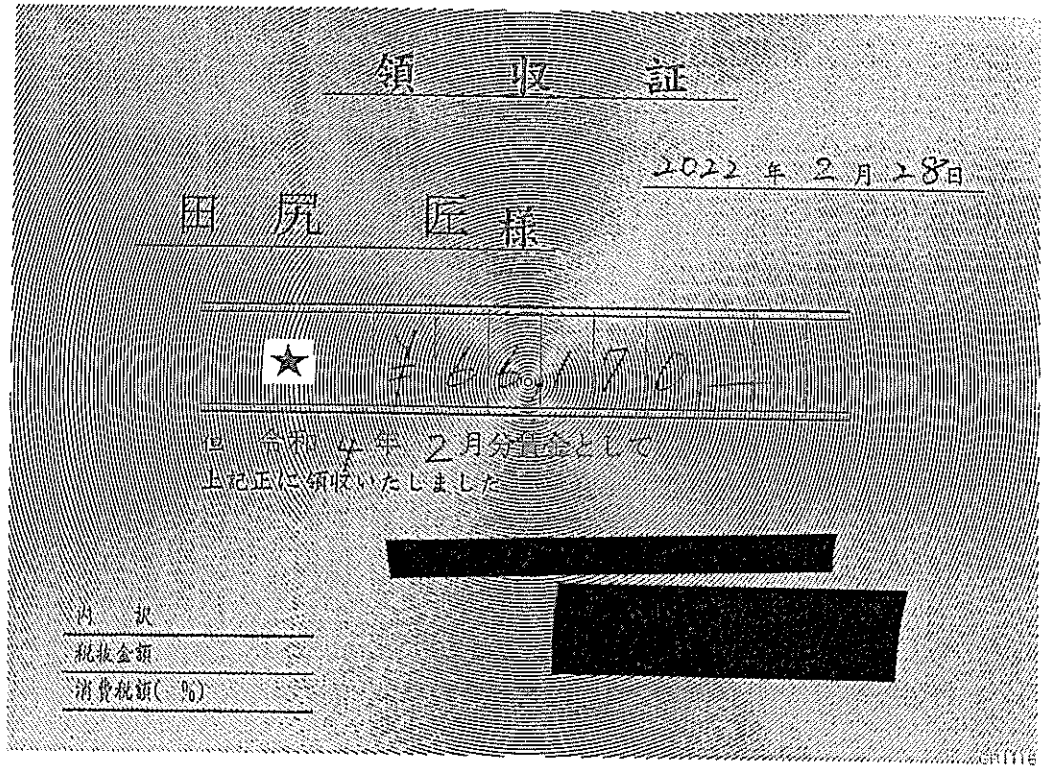 領 収 証
2022 年 2 月 28日
田 尻 匠 様
★ ¥66,170—
但 令和 4年 2月分賃金として
上記正に領収いたしました
内 訳
税抜金額
消費税額( %)
GR1116